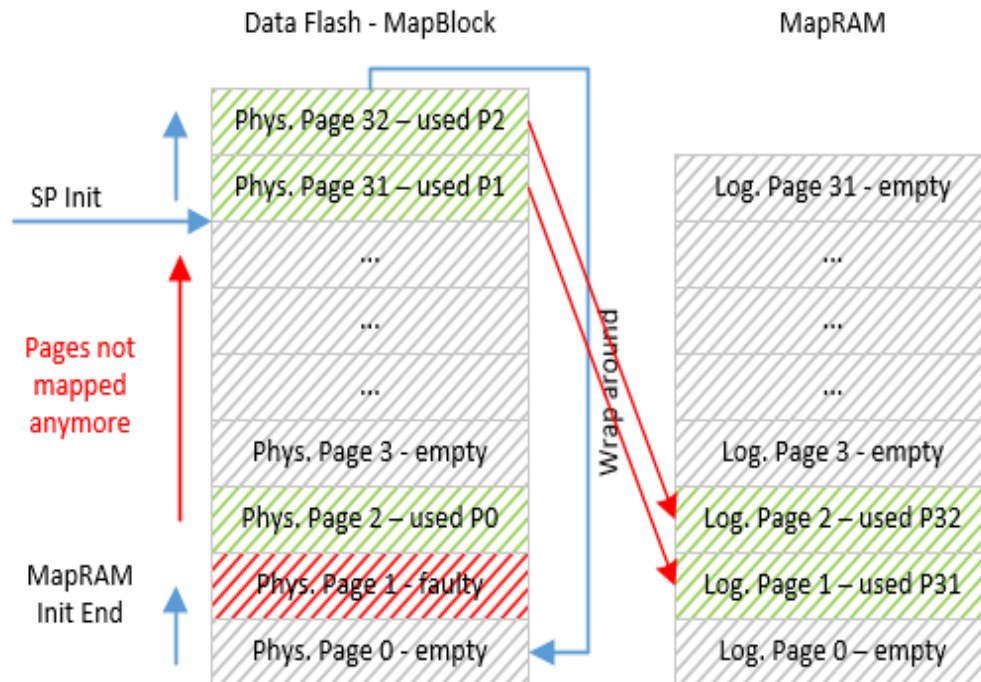 Data Flash - MapBlock
MapRAM
Phys. Page 32 – used P2
Phys. Page 31 – used P1
Log. Page 31 - empty
SP Init
...
...
...
...
...
...
Wrap around
Pages not
mapped
anymore
Phys. Page 3 - empty
Log. Page 3 - empty
Phys. Page 2 – used P0
Log. Page 2 – used P32
MapRAM
Init End
Phys. Page 1 - faulty
Log. Page 1 – used P31
Phys. Page 0 - empty
Log. Page 0 – empty